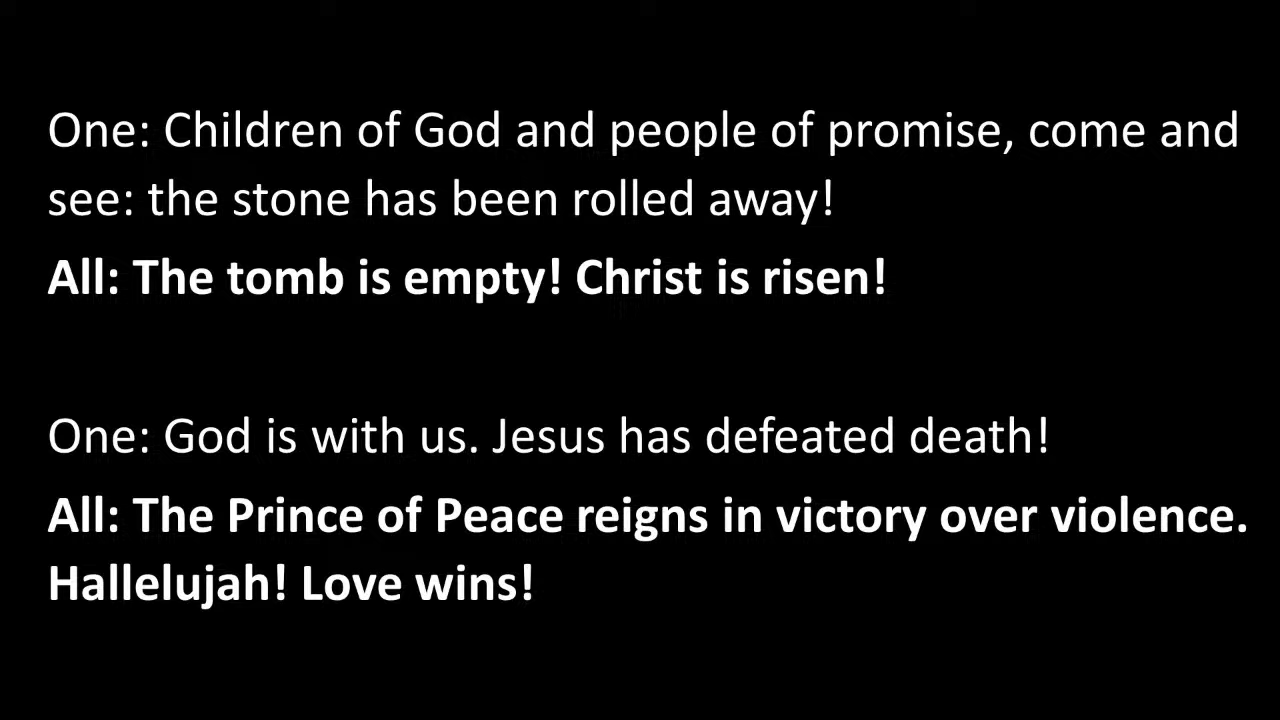 One: Children of God and people of promise, come and
see: the stone has been rolled away!
All: The tomb is empty! Christ is risen!
One: God is with us. Jesus has defeated death!
All: The Prince of Peace reigns in victory over violence.
Hallelujah! Love wins!